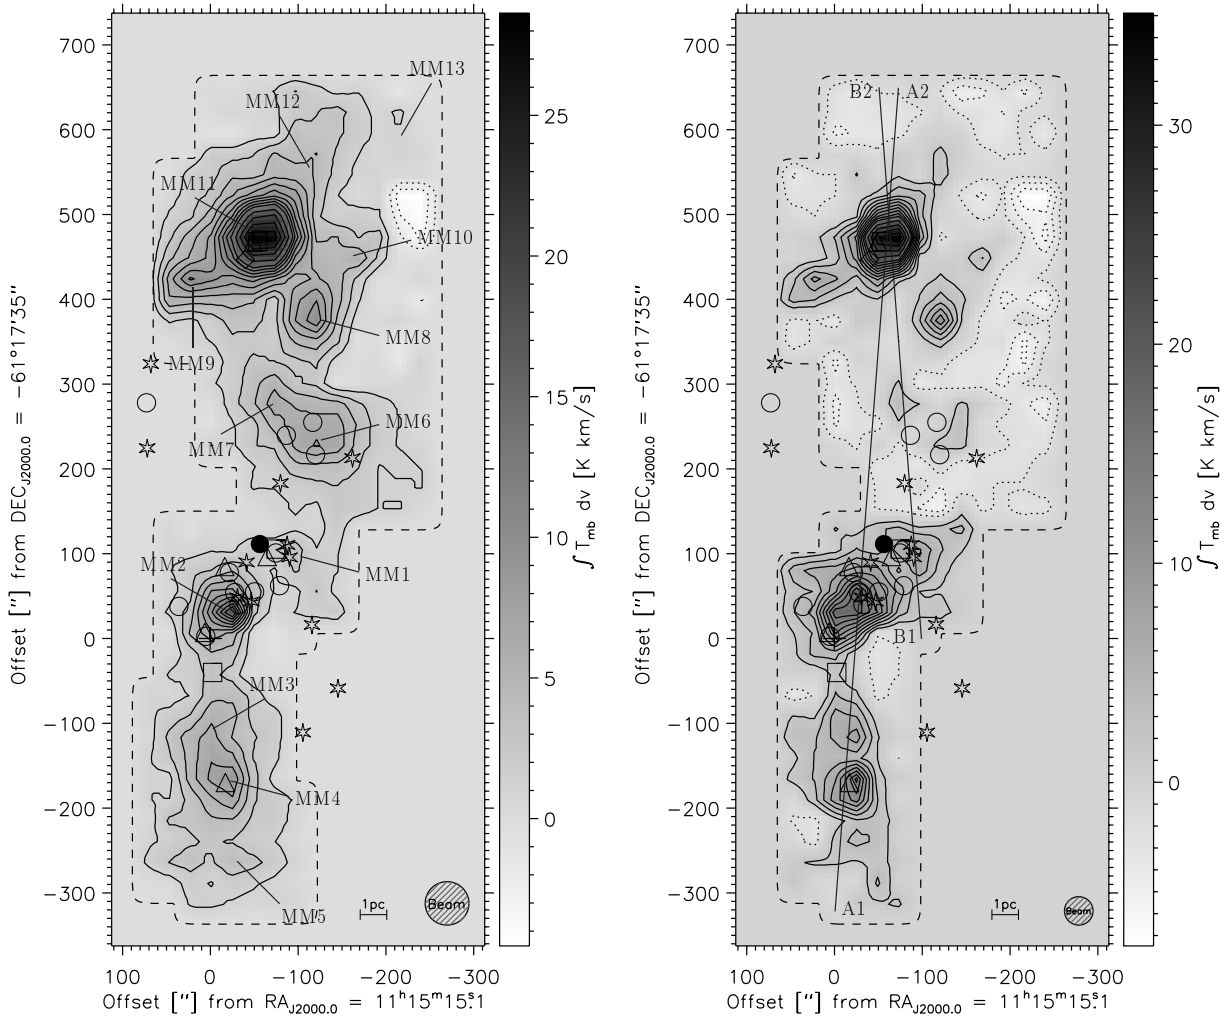 700
600
500
400
300
200
100
0
−100
−200
−300
100 0 −100 −200 −300
Offset ["] from RA_J2000.0 = 11h15m15s.1
Offset ["] from DEC_J2000.0 = −61°17'35"
MM13
MM12
MM11
MM10
MM8
MM9
MM6
MM7
MM2
MM1
MM3
MM4
MM5
1pc
Beam
25
20
15
10
5
0
∫ T_mb dv [K km/s]
700
600
500
400
300
200
100
0
−100
−200
−300
100 0 −100 −200 −300
Offset ["] from RA_J2000.0 = 11h15m15s.1
Offset ["] from DEC_J2000.0 = −61°17'35"
B2 A2
B1
A1
1pc
Beam
30
20
10
0
∫ T_mb dv [K km/s]